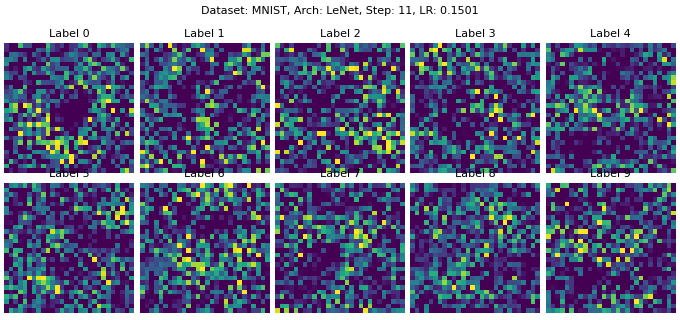 Dataset: MNIST, Arch: LeNet, Step: 11, LR: 0.1501
Label 0 Label 1 Label 2 Label 3 Label 4
Label 5 Label 6 Label 7 Label 8 Label 9